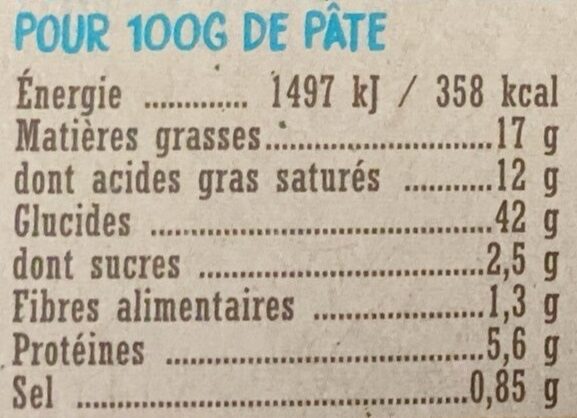 POUR 100G DE PÂTE
Énergie ............. 1497 kJ / 358 kcal
Matières grasses.............................17 g
dont acides gras saturés ............12 g
Glucides ..............................................42 g
dont sucres ......................................2,5 g
Fibres alimentaires .......................1,3 g
Protéines ...........................................5,6 g
Sel ....................................................0,85 g